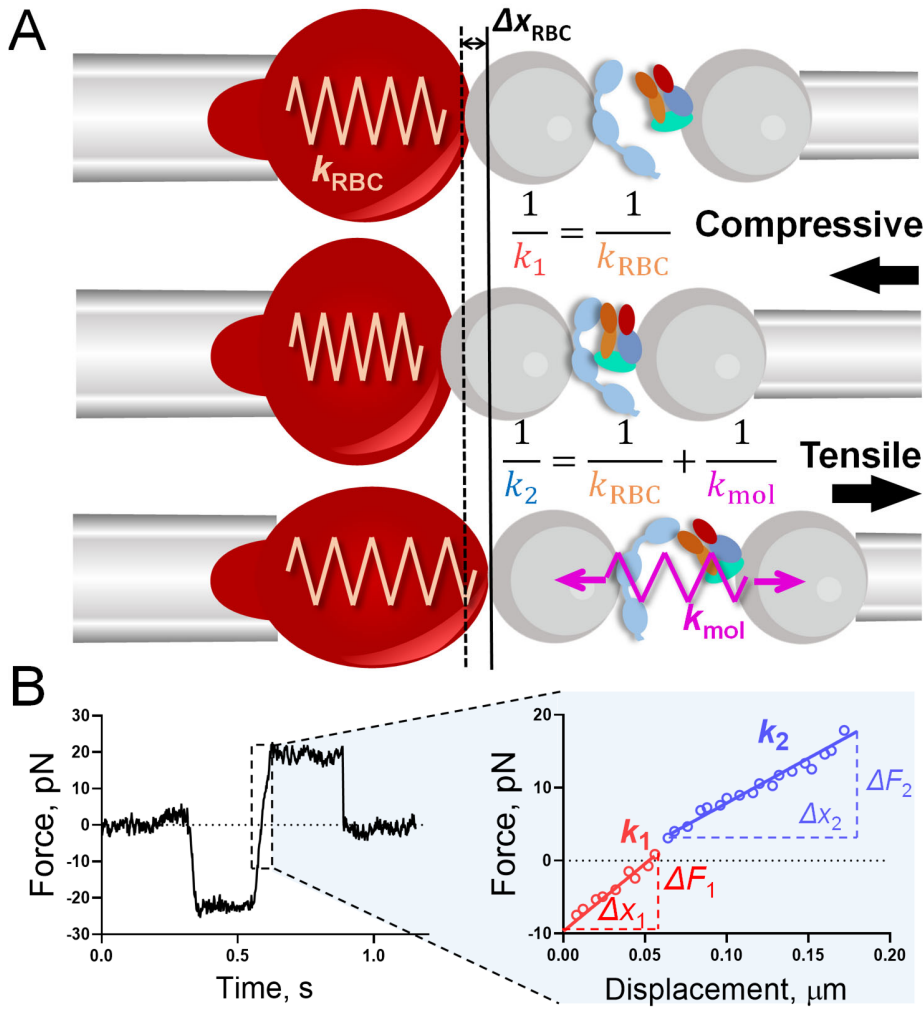 A
Δx_RBC
k_RBC
1/k_1 = 1/k_RBC
Compressive
1/k_2 = 1/k_RBC + 1/k_mol
Tensile
k_mol
B
Force, pN
30
20
10
0
-10
-20
-30
0.0 0.5 1.0
Time, s
Force, pN
20
10
0
-10
k_2
ΔF_2
Δx_2
k_1
ΔF_1
Δx_1
0.00 0.05 0.10 0.15 0.20
Displacement, μm